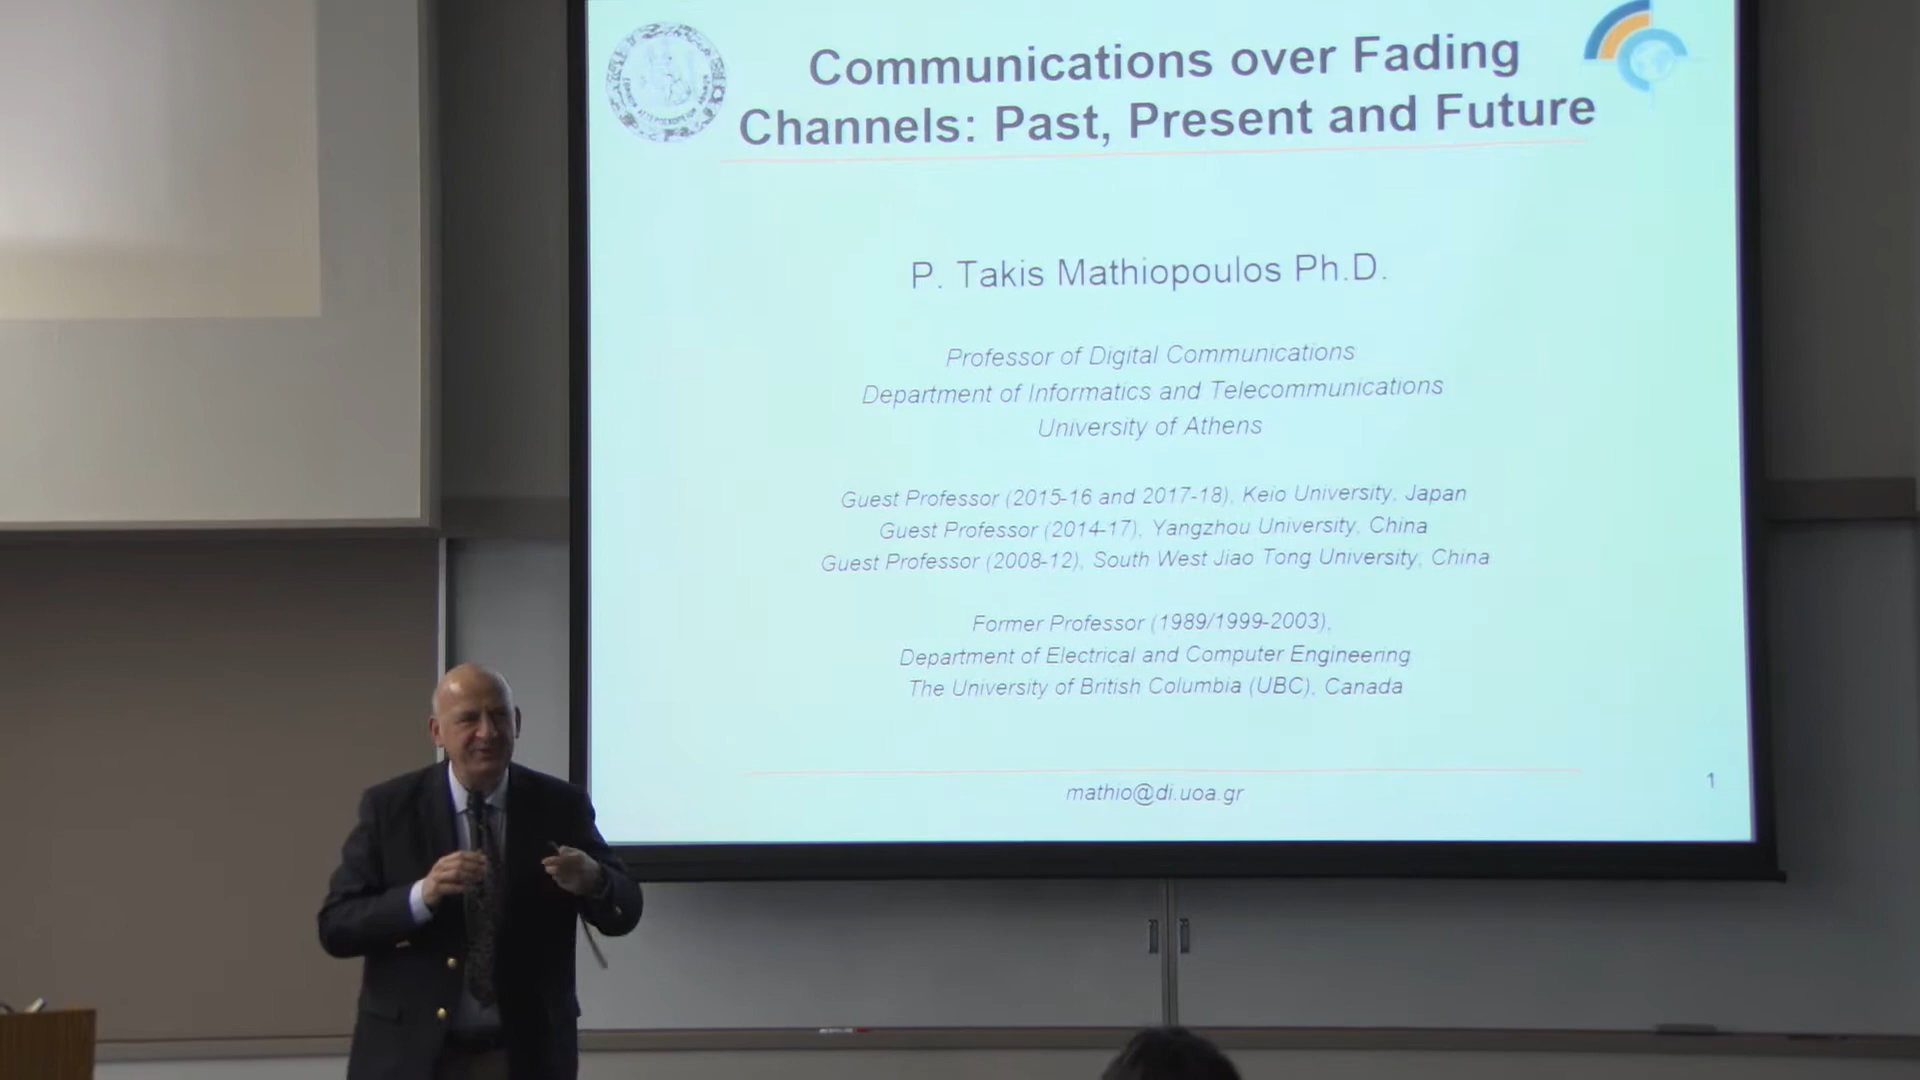 Communications over Fading
Channels: Past, Present and Future
P. Takis Mathiopoulos Ph.D.
Professor of Digital Communications
Department of Informatics and Telecommunications
University of Athens
Guest Professor (2015-16 and 2017-18), Keio University, Japan
Guest Professor (2014-17), Yangzhou University, China
Guest Professor (2008-12), South West Jiao Tong University, China
Former Professor (1989/1999-2003),
Department of Electrical and Computer Engineering
The University of British Columbia (UBC), Canada
mathio@di.uoa.gr
1